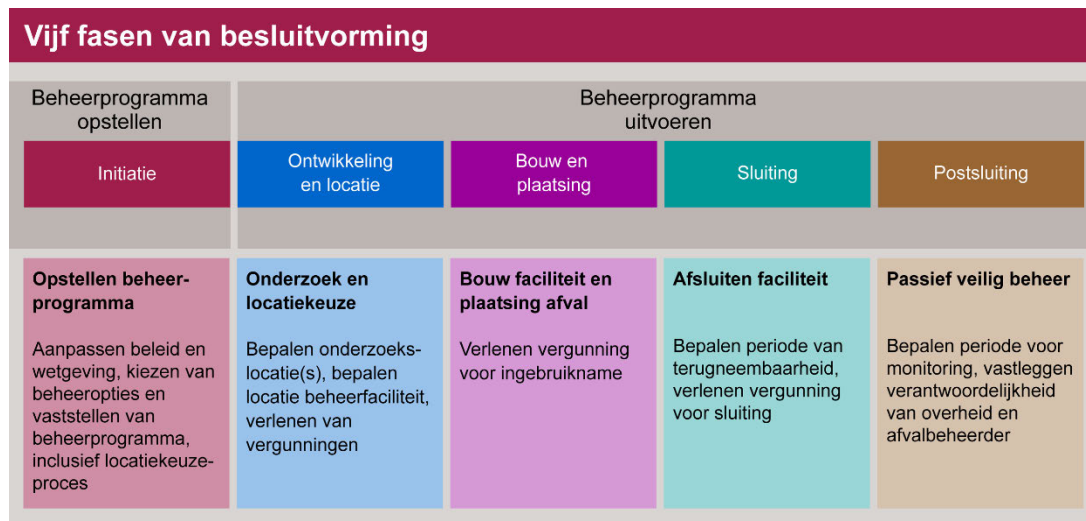 Vijf fasen van besluitvorming
Beheerprogramma
opstellen
Beheerprogramma
uitvoeren
Initiatie
Ontwikkeling
en locatie
Bouw en
plaatsing
Sluiting
Postsluiting
Opstellen beheer-
programma
Aanpassen beleid en
wetgeving, kiezen van
beheeropties en
vaststellen van
beheerprogramma,
inclusief locatiekeuze-
proces
Onderzoek en
locatiekeuze
Bepalen onderzoeks-
locatie(s), bepalen
locatie beheerfaciliteit,
verlenen van
vergunningen
Bouw faciliteit en
plaatsing afval
Verlenen vergunning
voor ingebruikname
Afsluiten faciliteit
Bepalen periode van
terugneembaarheid,
verlenen vergunning
voor sluiting
Passief veilig beheer
Bepalen periode voor
monitoring, vastleggen
verantwoordelijkheid
van overheid en
afvalbeheerder